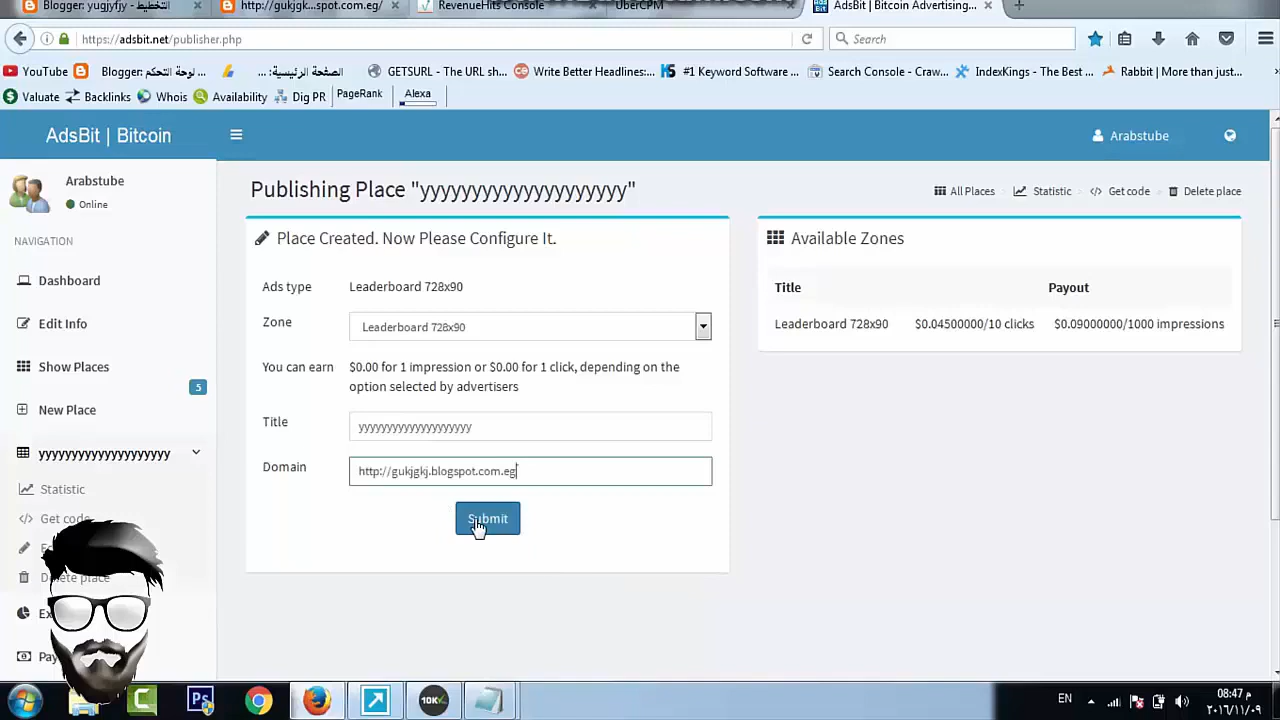 Blogger: yugjyfjy - التخطيط
http://gukjgk...spot.com.eg/
RevenueHits Console
UberCPM
AdsBit | Bitcoin Advertising...
https://adsbit.net/publisher.php
Search
YouTube
Blogger: لوحة التحكم ...
الصفحة الرئيسية: ...
GETSURL - The URL sh...
Write Better Headlines:...
#1 Keyword Software ...
Search Console - Craw...
IndexKings - The Best ...
Rabbit | More than just...
Valuate
Backlinks
Whois
Availability
Dig PR
PageRank
Alexa
AdsBit | Bitcoin
Arabstube
Arabstube
Online
NAVIGATION
Dashboard
Edit Info
Show Places
5
New Place
yyyyyyyyyyyyyyyyyyyy
Statistic
Get code
Delete place
Publishing Place "yyyyyyyyyyyyyyyyyyyy"
All Places
Statistic
Get code
Delete place
Place Created. Now Please Configure It.
Ads type
Leaderboard 728x90
Zone
Leaderboard 728x90
You can earn
$0.00 for 1 impression or $0.00 for 1 click, depending on the
option selected by advertisers
Title
yyyyyyyyyyyyyyyyyyyy
Domain
http://gukjgkj.blogspot.com.eg
Submit
Available Zones
Title
Payout
Leaderboard 728x90
$0.04500000/10 clicks
$0.09000000/1000 impressions
10K
EN
08:47 م
٢٠١٦/١١/٠٩